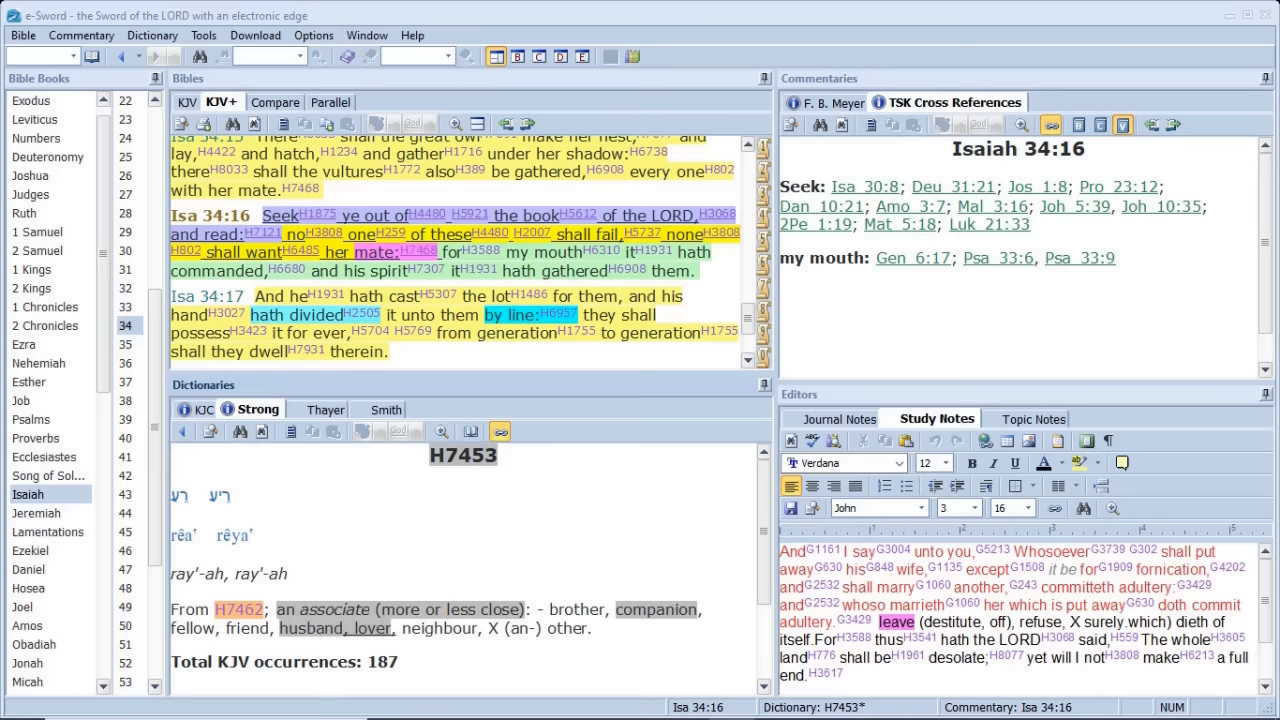 e-Sword - the Sword of the LORD with an electronic edge
Bible Commentary Dictionary Tools Download Options Window Help
B C D E
Bible Books
Exodus
Leviticus
Numbers
Deuteronomy
Joshua
Judges
Ruth
1 Samuel
2 Samuel
1 Kings
2 Kings
1 Chronicles
2 Chronicles
Ezra
Nehemiah
Esther
Job
Psalms
Proverbs
Ecclesiastes
Song of Sol...
Isaiah
Jeremiah
Lamentations
Ezekiel
Daniel
Hosea
Joel
Amos
Obadiah
Jonah
Micah
22
23
24
25
26
27
28
29
30
31
32
33
34
35
36
37
38
39
40
41
42
43
44
45
46
47
48
49
50
51
52
53
Bibles
KJV KJV+ Compare Parallel
lay,H4422 and hatch,H1234 and gatherH1716 under her shadow:H6738
thereH8033 shall the vulturesH1772 alsoH389 be gathered,H6908 every oneH802
with her mate.H7468
Isa 34:16 SeekH1875 ye out ofH4480 H5921 the bookH5612 of the LORD,H3068
and read:H7121 noH3808 oneH259 of theseH4480 H2007 shall fail,H5737 noneH3808
H802 shall wantH6485 her mate:H7468 forH3588 my mouthH6310 itH1931 hath
commanded,H6680 and his spiritH7307 itH1931 hath gatheredH6908 them.
Isa 34:17 And heH1931 hath castH5307 the lotH1486 for them, and his
handH3027 hath dividedH2505 it unto them by line:H6957 they shall
possessH3423 it for ever,H5704 H5769 from generationH1755 to generationH1755
shall they dwellH7931 therein.
Dictionaries
KJC Strong Thayer Smith
H7453
רֵעַ רֵיעַ
rêa‛ rêya‛
ray'-ah, ray'-ah
From H7462; an associate (more or less close): - brother, companion,
fellow, friend, husband, lover, neighbour, X (an-) other.
Total KJV occurrences: 187
Commentaries
F. B. Meyer TSK Cross References
Isaiah 34:16
Seek: Isa 30:8; Deu 31:21; Jos 1:8; Pro 23:12;
Dan 10:21; Amo 3:7; Mal 3:16; Joh 5:39, Joh 10:35;
2Pe 1:19; Mat 5:18; Luk 21:33
my mouth: Gen 6:17; Psa 33:6, Psa 33:9
Editors
Journal Notes Study Notes Topic Notes
Verdana 12 B I U A
John 3 16
1 2 3 4 5
AndG1161 I sayG3004 unto you,G5213 WhosoeverG3739 G302 shall put
awayG630 hisG848 wife,G1135 exceptG1508 it be forG1909 fornication,G4202
andG2532 shall marryG1060 another,G243 committeth adultery:G3429
andG2532 whoso marriethG1060 her which is put awayG630 doth commit
adultery.G3429 leave (destitute, off), refuse, X surely.which) dieth of
itself.ForH3588 thusH3541 hath the LORDH3068 said,H559 The wholeH3605
landH776 shall beH1961 desolate;H8077 yet will I notH3808 makeH6213 a full
end.H3617
Isa 34:16 Dictionary: H7453* Commentary: Isa 34:16 NUM